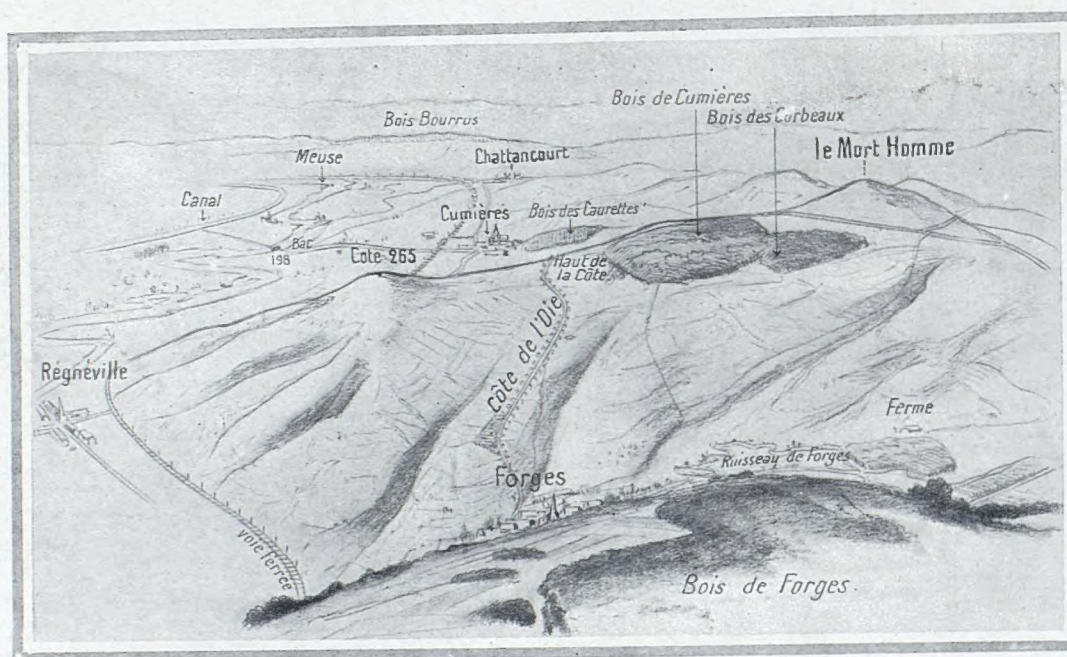 Bois de Cumières
Bois Bourrus
Bois des Corbeaux
Meuse
Chattancourt
le Mort Homme
Canal
Cumières
Bois des Caurettes
Bac
198
Cote 265
Haut de
la Côte
Côte de l'Oie
Régnéville
Ferme
Ruisseau de Forges
Forges
voie ferrée
Bois de Forges.